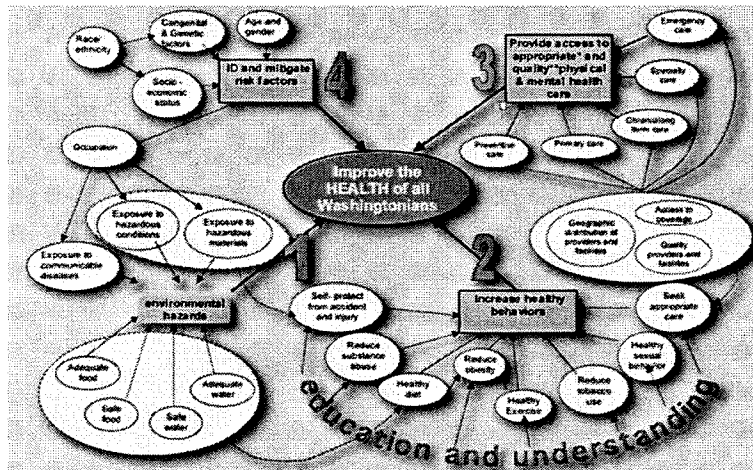 Race/
ethnicity
Congenital
& Genetic
factors
Age and
gender
Socio-
economic
status
ID and mitigate
risk factors
4
3
Provide access to
appropriate* and
quality**physical
& mental health
care
Emergency
care
Specialty
care
Chronic/long
term care
Primary care
Preventive
care
Occupation
Improve the
HEALTH of all
Washingtonians
Exposure to
hazardous
conditions
Exposure to
hazardous
materials
Exposure to
communicable
diseases
Geographic
distribution of
providers and
facilities
Access to
coverage
Quality
providers and
facilities
1
2
environmental
hazards
Self- protect
from accident
and injury
Increase healthy
behaviors
Seek
appropriate
care
Reduce
substance
abuse
Healthy
diet
Reduce
obesity
Healthy
Exercise
Reduce
tobacco
use
Healthy
sexual
behavior
Adequate
food
Safe
food
Safe
water
Adequate
water
education and understanding